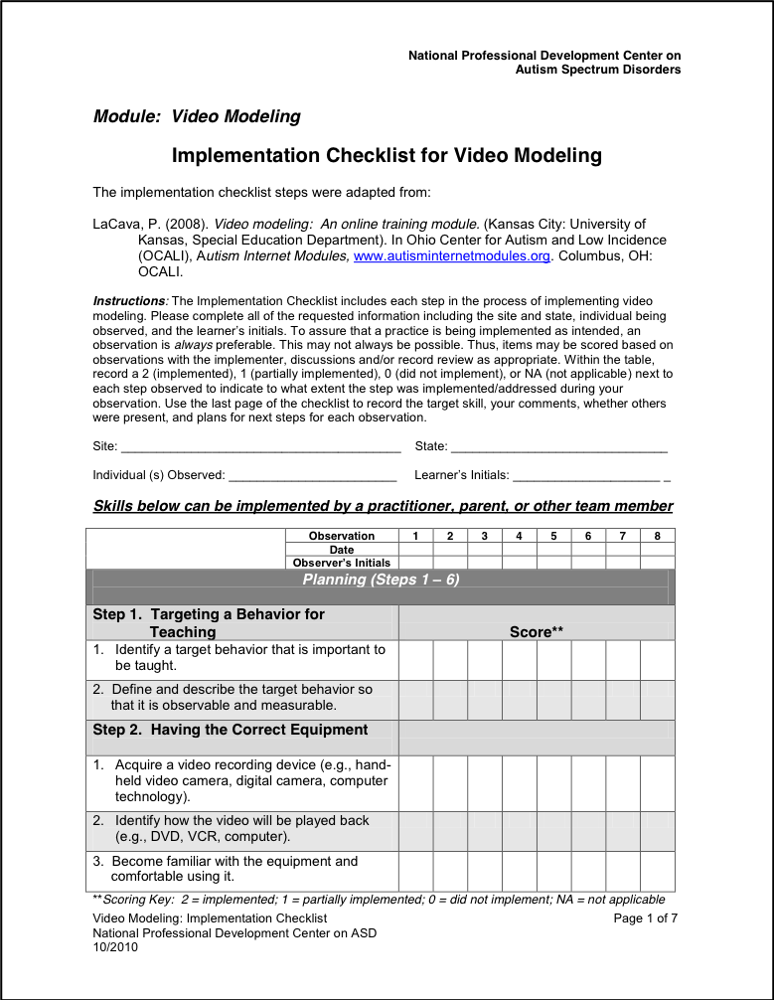 National Professional Development Center on
Autism Spectrum Disorders
Module:  Video Modeling
Implementation Checklist for Video Modeling
The implementation checklist steps were adapted from:
LaCava, P. (2008). Video modeling:  An online training module. (Kansas City: University of
Kansas, Special Education Department). In Ohio Center for Autism and Low Incidence
(OCALI), Autism Internet Modules, www.autisminternetmodules.org. Columbus, OH:
OCALI.
Instructions: The Implementation Checklist includes each step in the process of implementing video
modeling. Please complete all of the requested information including the site and state, individual being
observed, and the learner's initials. To assure that a practice is being implemented as intended, an
observation is always preferable. This may not always be possible. Thus, items may be scored based on
observations with the implementer, discussions and/or record review as appropriate. Within the table,
record a 2 (implemented), 1 (partially implemented), 0 (did not implement), or NA (not applicable) next to
each step observed to indicate to what extent the step was implemented/addressed during your
observation. Use the last page of the checklist to record the target skill, your comments, whether others
were present, and plans for next steps for each observation.
Site: ________________________________________ State: _______________________________
Individual (s) Observed: ________________________ Learner's Initials: _____________________ _
Skills below can be implemented by a practitioner, parent, or other team member
Observation 1 2 3 4 5 6 7 8
Date
Observer's Initials
Planning (Steps 1 – 6)
Step 1.  Targeting a Behavior for
Teaching Score**
1. Identify a target behavior that is important to
be taught.
2. Define and describe the target behavior so
that it is observable and measurable.
Step 2.  Having the Correct Equipment
1. Acquire a video recording device (e.g., hand-
held video camera, digital camera, computer
technology).
2. Identify how the video will be played back
(e.g., DVD, VCR, computer).
3. Become familiar with the equipment and
comfortable using it.
**Scoring Key:  2 = implemented; 1 = partially implemented; 0 = did not implement; NA = not applicable
Video Modeling: Implementation Checklist Page 1 of 7
National Professional Development Center on ASD
10/2010